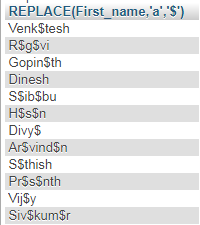 REPLACE(First_name,'a','$')
Venk$tesh
R$g$vi
Gopin$th
Dinesh
S$ib$bu
H$s$n
Divy$
Ar$vind$n
S$thish
Pr$s$nth
Vij$y
Siv$kum$r